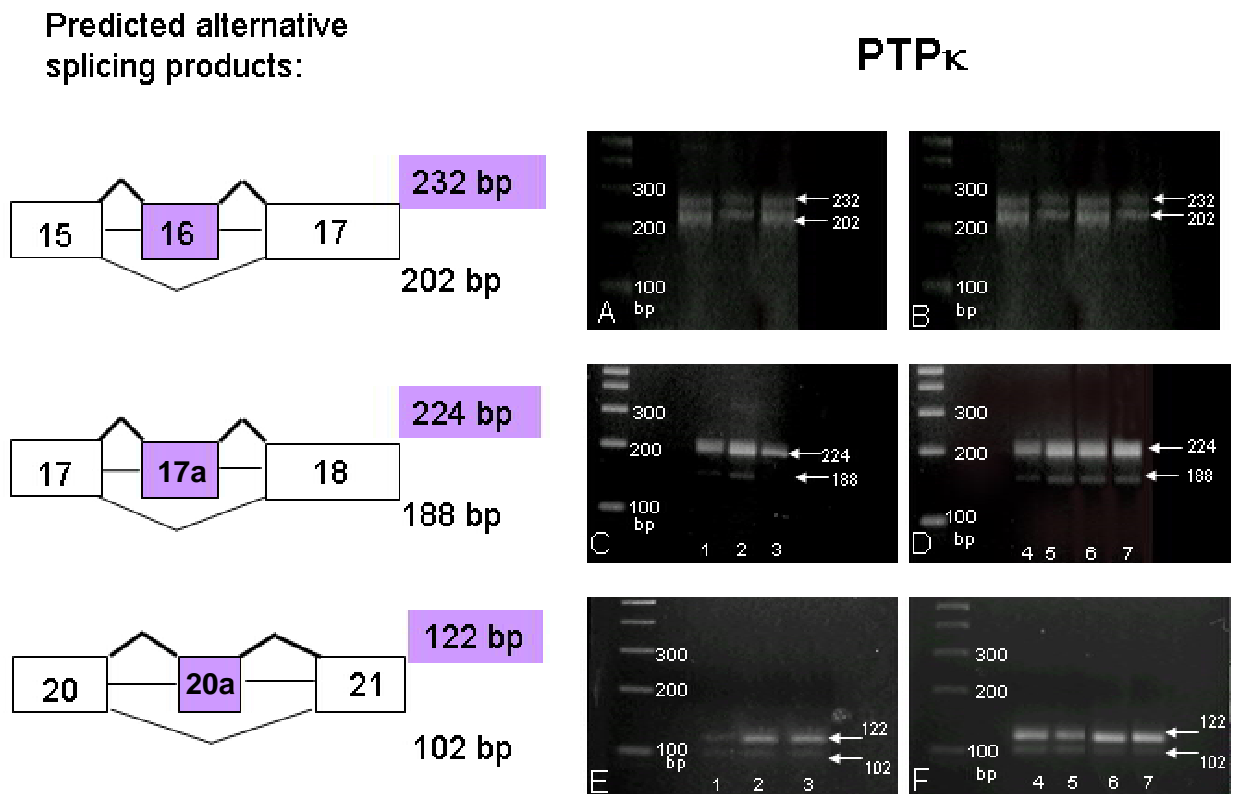 Predicted alternative
splicing products:
PTPκ
15
16
17
232 bp
202 bp
300
200
100
bp
A
232
202
300
200
100
bp
B
232
202
17
17a
18
224 bp
188 bp
300
200
100
bp
C
1 2 3
224
188
300
200
100
bp
D
4 5 6 7
224
188
20
20a
21
122 bp
102 bp
300
200
100
bp
E
1 2 3
122
102
300
200
100
F
4 5 6 7
122
102